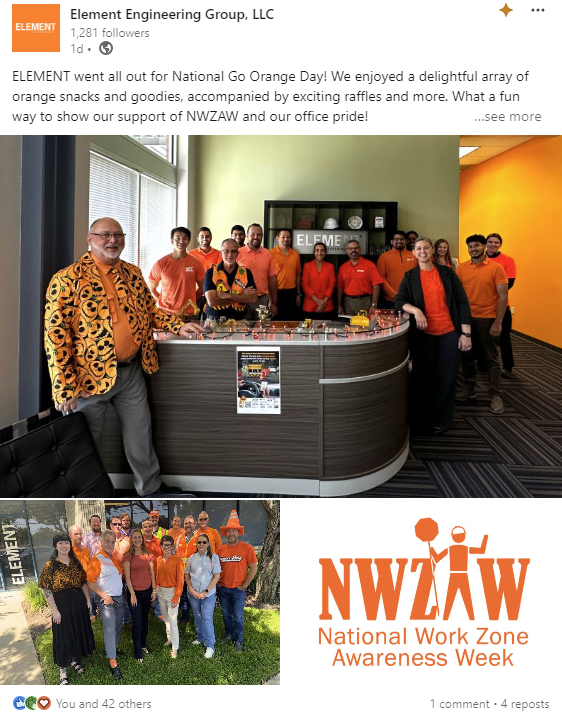 ELEMENT
Element Engineering Group, LLC
1,281 followers
1d •
ELEMENT went all out for National Go Orange Day! We enjoyed a delightful array of
orange snacks and goodies, accompanied by exciting raffles and more. What a fun
way to show our support of NWZAW and our office pride!
...see more
ELEMENT
ELEMENT
NWZAW
National Work Zone
Awareness Week
You and 42 others
1 comment • 4 reposts